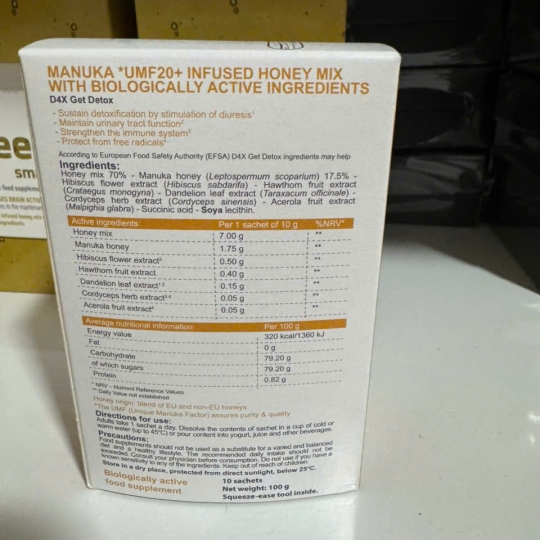 MANUKA *UMF20+ INFUSED HONEY MIX
WITH BIOLOGICALLY ACTIVE INGREDIENTS
D4X Get Detox
- Sustain detoxification by stimulation of diuresis¹
- Maintain urinary tract function²
- Strengthen the immune system³
- Protect from free radicals⁴
According to European Food Safety Authority (EFSA) D4X Get Detox ingredients may help
Ingredients:
Honey mix 70% - Manuka honey (Leptospermum scoparium) 17.5% -
Hibiscus flower extract (Hibiscus sabdarifa) - Hawthorn fruit extract
(Crataegus monogyna) - Dandelion leaf extract (Taraxacum officinale) -
Cordyceps herb extract (Cordyceps sinensis) - Acerola fruit extract
(Malpighia glabra) - Succinic acid - Soya lecithin.
Active ingredients: Per 1 sachet of 10 g %NRV*
Honey mix 7.00 g **
Manuka honey 1.75 g **
Hibiscus flower extract² 0.50 g **
Hawthorn fruit extract 0.40 g **
Dandelion leaf extract¹·³ 0.15 g **
Cordyceps herb extract³·⁴ 0.05 g **
Acerola fruit extract⁴ 0.05 g **
Average nutritional information: Per 100 g
Energy value 320 kcal/1360 kJ
Fat 0 g
Carbohydrate 79.20 g
of which sugars 79.20 g
Protein 0.82 g
* NRV - Nutrient Reference Values
** Daily Value not established
Honey origin: blend of EU and non-EU honeys
*The UMF (Unique Manuka Factor) assures purity & quality
Directions for use:
Adults take 1 sachet a day. Dissolve the contents of sachet in a cup of cold or
warm water (up to 45°C) or pour content into yogurt, juice and other beverages.
Precautions:
Food supplements should not be used as a substitute for a varied and balanced
diet and a healthy lifestyle. The recommended daily intake should not be
exceeded. Consult your physician before consumption. Do not use if you have a
known sensitivity to any of the ingredients. Keep out of reach of children.
Store in a dry place, protected from direct sunlight, below 25°C.
Biologically active
food supplement
10 sachets
Net weight: 100 g
Squeeze-ease tool inside.